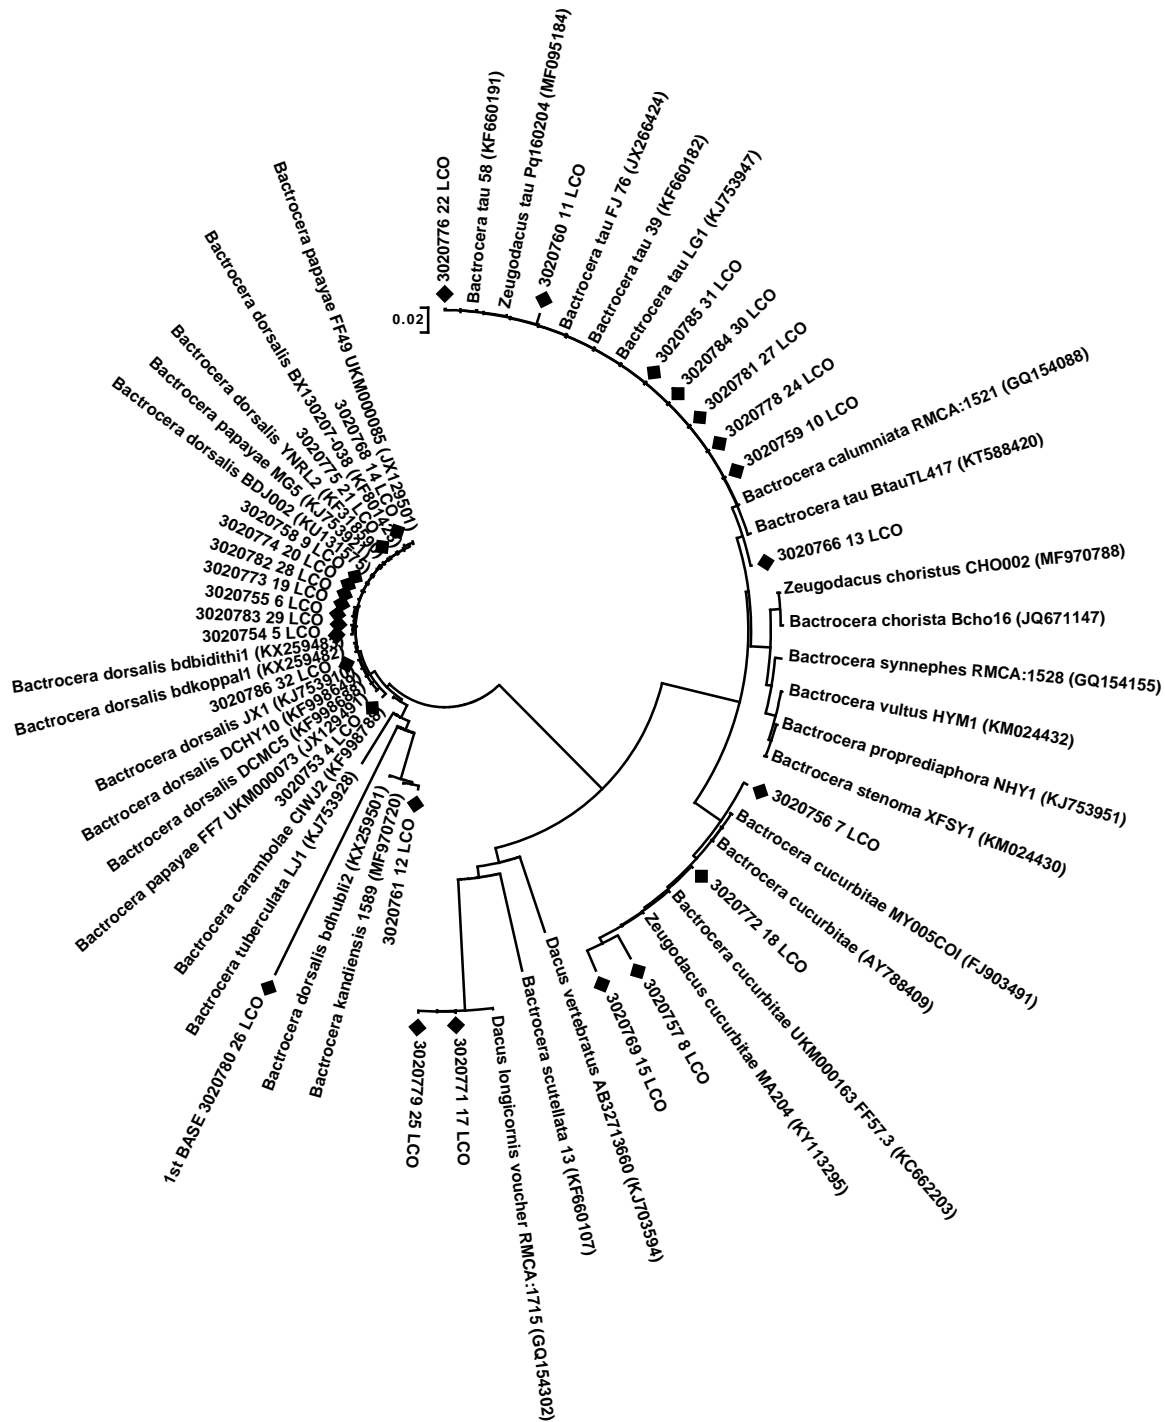 3020776 22 LCO
Bactrocera tau 58 (KF660191)
Zeugodacus tau Pq160204 (MF095184)
3020760 11 LCO
Bactrocera tau FJ 76 (JX266424)
Bactrocera tau 39 (KF660182)
Bactrocera tau LG1 (KJ753947)
3020785 31 LCO
3020784 30 LCO
3020781 27 LCO
3020778 24 LCO
3020759 10 LCO
Bactrocera calumniata RMCA:1521 (GQ154088)
Bactrocera tau BtauTL417 (KT588420)
3020766 13 LCO
Zeugodacus choristus CHO002 (MF970788)
Bactrocera chorista Bcho16 (JQ671147)
Bactrocera synnephes RMCA:1528 (GQ154155)
Bactrocera vultus HYM1 (KM024432)
Bactrocera proprediaphora NHY1 (KJ753951)
Bactrocera stenoma XFSY1 (KM024430)
3020756 7 LCO
Bactrocera cucurbitae MY005COI (FJ903491)
Bactrocera cucurbitae (AY788409)
3020772 18 LCO
Bactrocera cucurbitae UKM000163 FF57.3 (KC662203)
Zeugodacus cucurbitae MA204 (KY113295)
3020757 8 LCO
3020769 15 LCO
Dacus vertebratus AB32713660 (KJ703594)
Bactrocera scutellata 13 (KF660107)
Dacus longicornis voucher RMCA:1715 (GQ154302)
3020771 17 LCO
3020779 25 LCO
3020761 12 LCO
Bactrocera kandiensis 1589 (MF970720)
Bactrocera dorsalis bdhubli2 (KX259501)
1st BASE 3020780 26 LCO
Bactrocera tuberculata LJ1 (KJ753928)
Bactrocera carambolae CIWJ2 (KF998788)
3020753 4 LCO
Bactrocera papayae FF7 UKM000073 (JX129491)
Bactrocera dorsalis DCMC5 (KF998688)
Bactrocera dorsalis DCHY10
Bactrocera dorsalis JX1
3020786 32 LCO
Bactrocera dorsalis bdkoppal1 (KX259482)
Bactrocera dorsalis bdbidithi1 (KX259483)
3020754 5 LCO
3020783 29 LCO
3020755 6 LCO
3020773 19 LCO
3020782 28 LCO
3020774 20 LCO
3020758 9 LCO
Bactrocera dorsalis BDJ002
Bactrocera papayae MG5
Bactrocera dorsalis YNRL2
3020775 21 LCO
Bactrocera dorsalis BX130207-038
3020768 14 LCO
Bactrocera papayae FF49 UKM000085 (JX129501)
0.02